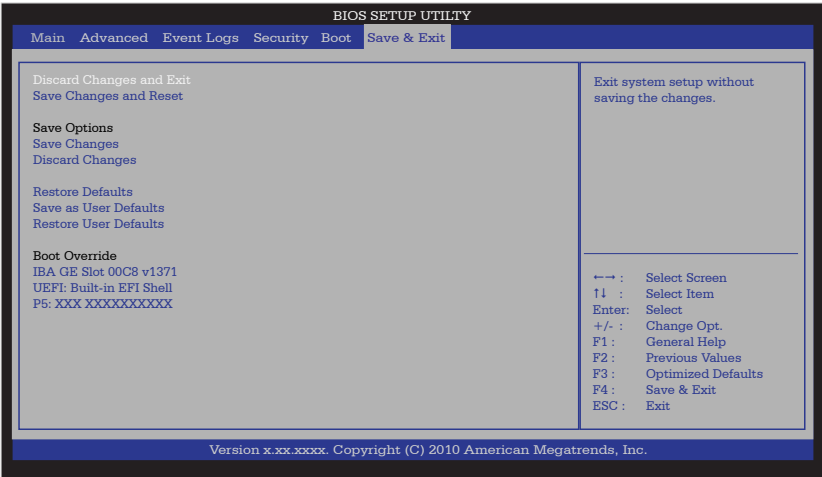 BIOS SETUP UTILTY
Main Advanced Event Logs Security Boot Save & Exit
Discard Changes and Exit
Save Changes and Reset
Save Options
Save Changes
Discard Changes
Restore Defaults
Save as User Defaults
Restore User Defaults
Boot Override
IBA GE Slot 00C8 v1371
UEFI: Built-in EFI Shell
P5: XXX XXXXXXXXXX
Exit system setup without
saving the changes.
←→ : Select Screen
↑↓ : Select Item
Enter: Select
+/- : Change Opt.
F1 : General Help
F2 : Previous Values
F3 : Optimized Defaults
F4 : Save & Exit
ESC : Exit
Version x.xx.xxxx. Copyright (C) 2010 American Megatrends, Inc.